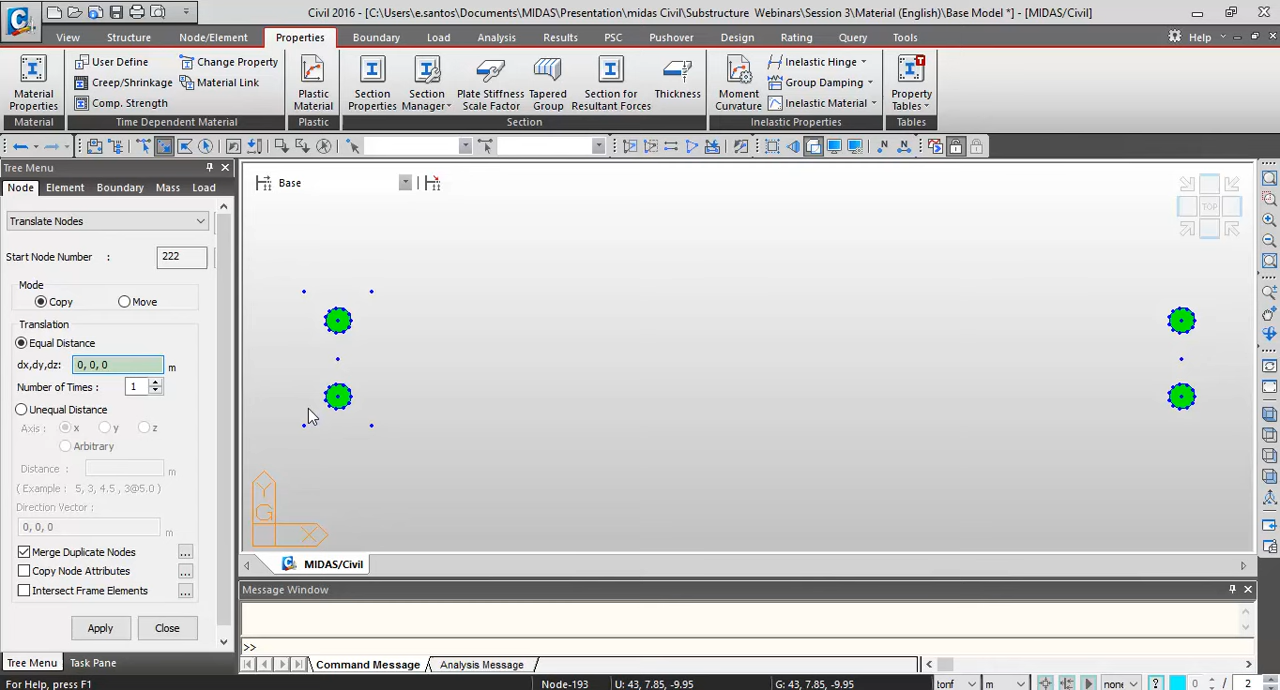 Civil 2016 - [C:\Users\e.santos\Documents\MIDAS\Presentation\midas Civil\Substructure Webinars\Session 3\Material (English)\Base Model *] - [MIDAS/Civil]
View Structure Node/Element Properties Boundary Load Analysis Results PSC Pushover Design Rating Query Tools Help
Material Properties
User Define
Creep/Shrinkage
Comp. Strength
Change Property
Material Link
Plastic Material
Section Properties
Section Manager
Plate Stiffness Scale Factor
Tapered Group
Section for Resultant Forces
Thickness
Moment Curvature
Inelastic Hinge
Group Damping
Inelastic Material
Property Tables
Material Time Dependent Material Plastic Section Inelastic Properties Tables
Tree Menu
Node Element Boundary Mass Load
Translate Nodes
Start Node Number : 222
Mode
Copy Move
Translation
Equal Distance
dx,dy,dz: 0, 0, 0 m
Number of Times : 1
Unequal Distance
Axis : x y z
Arbitrary
Distance : m
( Example : 5, 3, 4.5 , 3@5.0 )
Direction Vector :
0, 0, 0 m
Merge Duplicate Nodes ...
Copy Node Attributes ...
Intersect Frame Elements ...
Apply Close
Tree Menu Task Pane
Base
TOP
Y
G
X
MIDAS/Civil
Message Window
>>
Command Message Analysis Message
For Help, press F1 Node-193 U: 43, 7.85, -9.95 G: 43, 7.85, -9.95 tonf m none ? 0 / 2